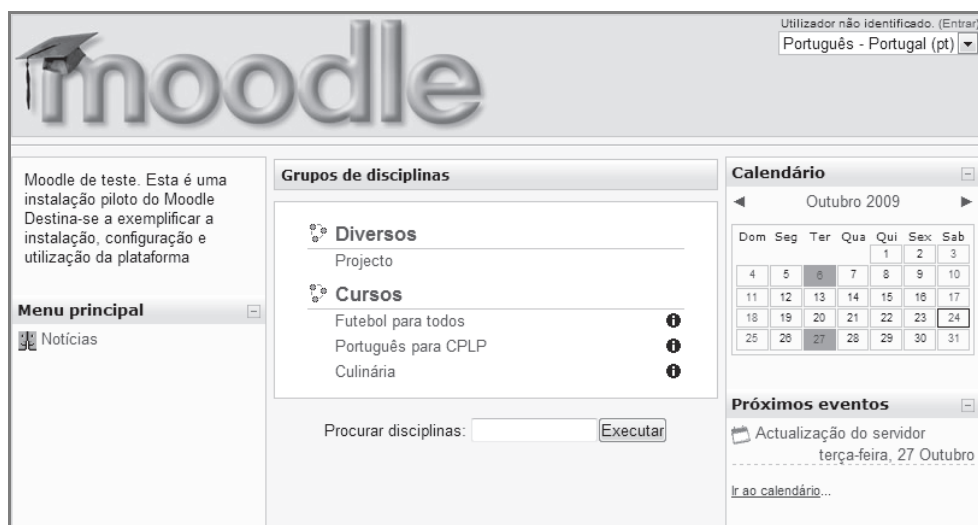 moodle
Utilizador não identificado. (Entrar)
Português - Portugal (pt)
Moodle de teste. Esta é uma
instalação piloto do Moodle
Destina-se a exemplificar a
instalação, configuração e
utilização da plataforma
Menu principal
Notícias
Grupos de disciplinas
Diversos
Projecto
Cursos
Futebol para todos
Português para CPLP
Culinária
Procurar disciplinas: Executar
Calendário
Outubro 2009
Dom Seg Ter Qua Qui Sex Sab
1 2 3
4 5 6 7 8 9 10
11 12 13 14 15 16 17
18 19 20 21 22 23 24
25 26 27 28 29 30 31
Próximos eventos
Actualização do servidor
terça-feira, 27 Outubro
Ir ao calendário...